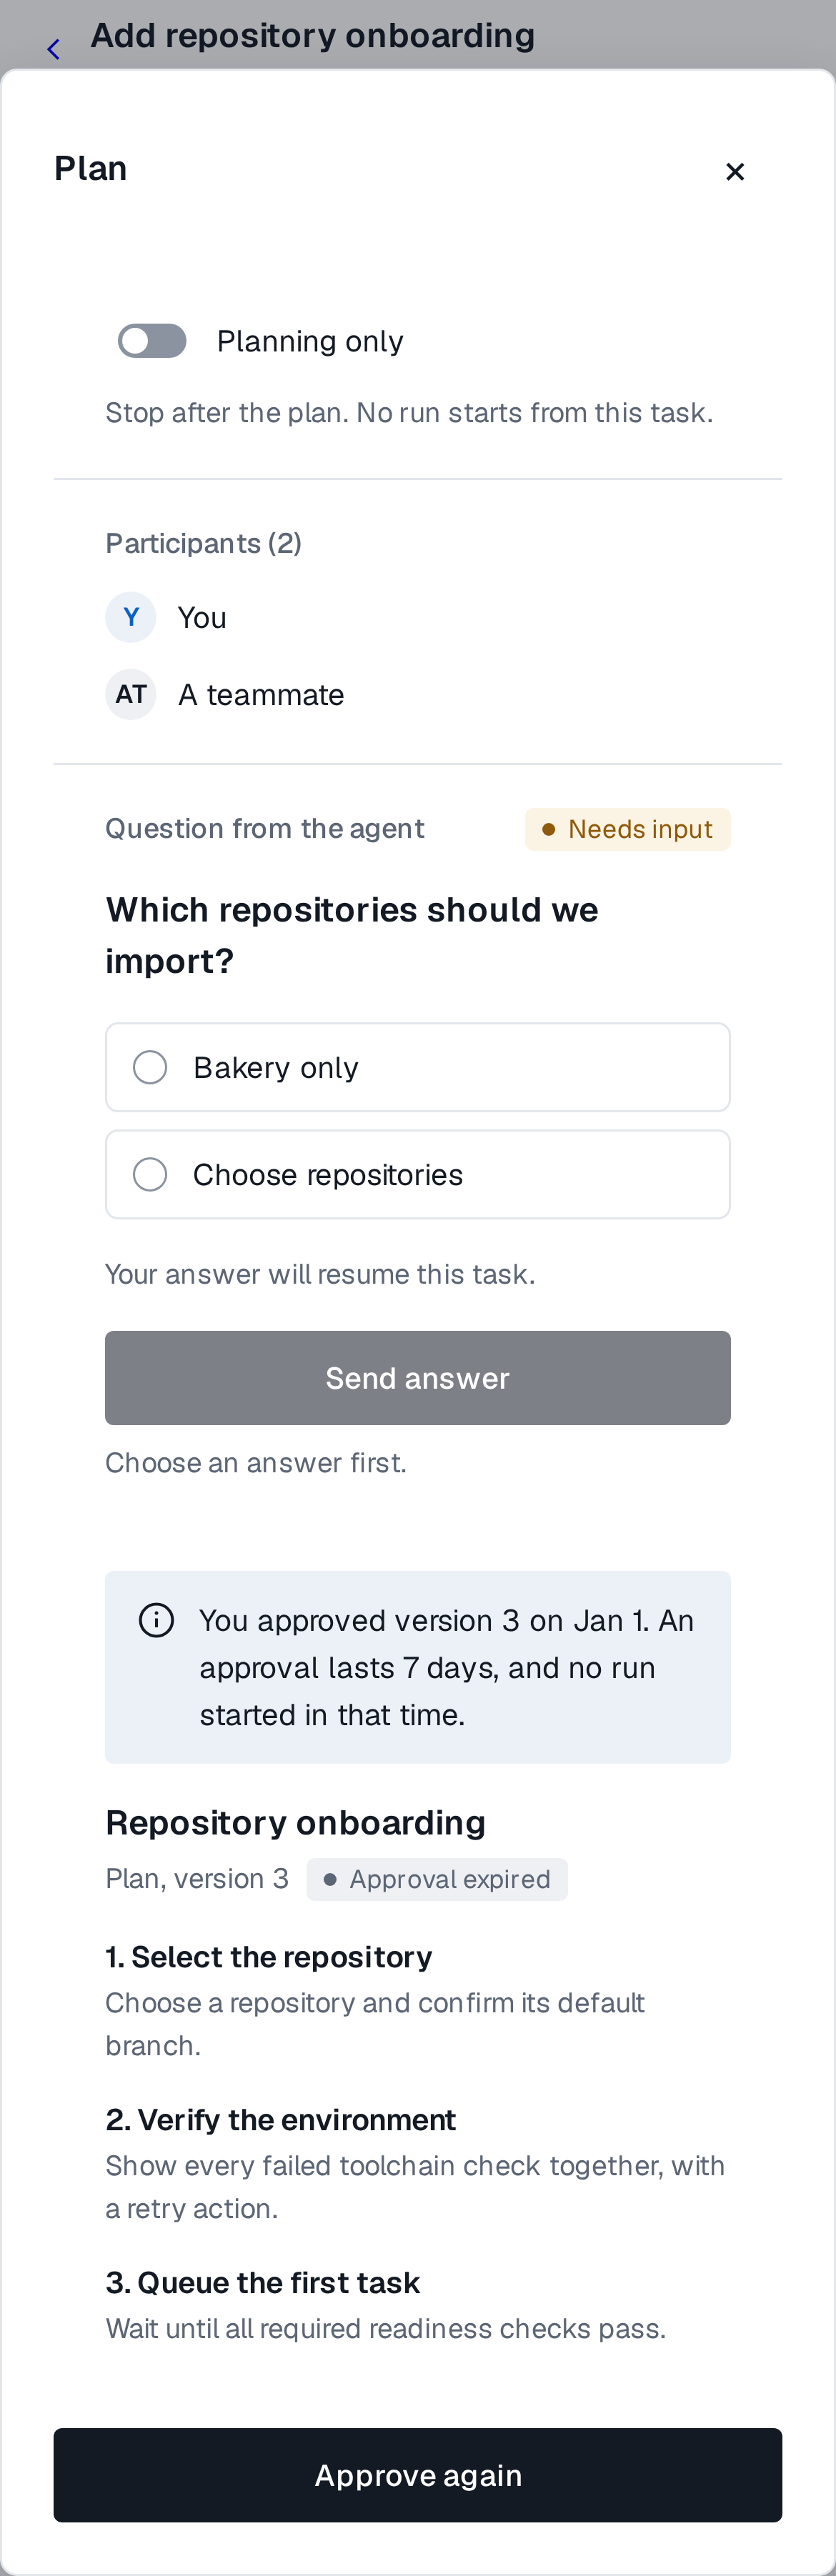 Add repository onboarding
Plan
Planning only
Stop after the plan. No run starts from this task.
Participants (2)
Y You
AT A teammate
Question from the agent
Needs input
Which repositories should we
import?
Bakery only
Choose repositories
Your answer will resume this task.
Send answer
Choose an answer first.
You approved version 3 on Jan 1. An
approval lasts 7 days, and no run
started in that time.
Repository onboarding
Plan, version 3 Approval expired
1. Select the repository
Choose a repository and confirm its default
branch.
2. Verify the environment
Show every failed toolchain check together, with
a retry action.
3. Queue the first task
Wait until all required readiness checks pass.
Approve again